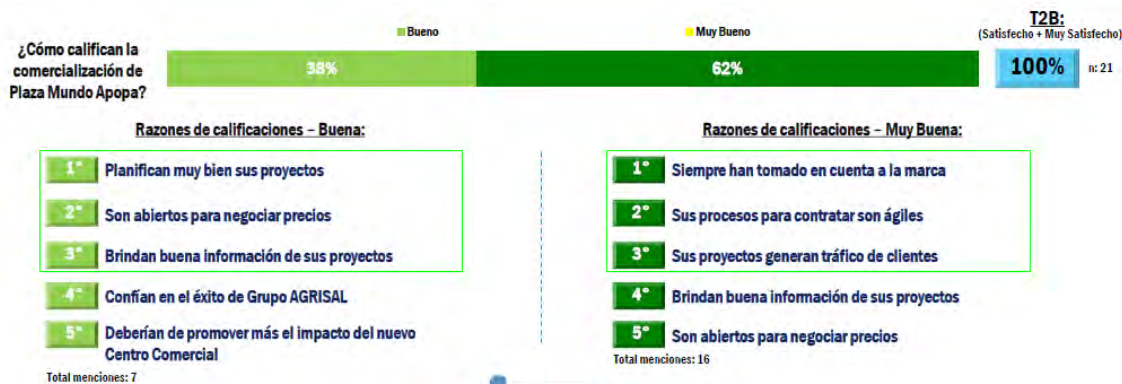 T2B:
(Satisfecho + Muy Satisfecho)
Bueno
Muy Bueno
¿Cómo califican la
comercialización de
Plaza Mundo Apopa?
38%
62%
100%
n: 21
Razones de calificaciones – Buena:
1° Planifican muy bien sus proyectos
2° Son abiertos para negociar precios
3° Brindan buena información de sus proyectos
4° Confían en el éxito de Grupo AGRISAL
5° Deberían de promover más el impacto del nuevo
Centro Comercial
Total menciones: 7
Razones de calificaciones – Muy Buena:
1° Siempre han tomado en cuenta a la marca
2° Sus procesos para contratar son ágiles
3° Sus proyectos generan tráfico de clientes
4° Brindan buena información de sus proyectos
5° Son abiertos para negociar precios
Total menciones: 16